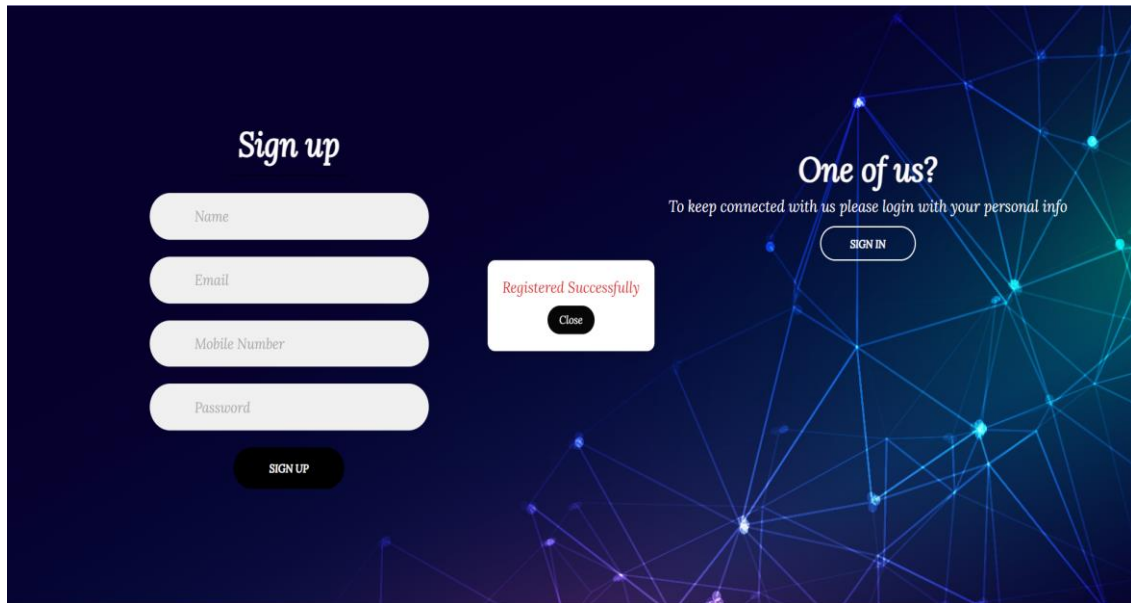 Sign up
Name
Email
Mobile Number
Password
SIGN UP
Registered Successfully
Close
One of us?
To keep connected with us please login with your personal info
SIGN IN